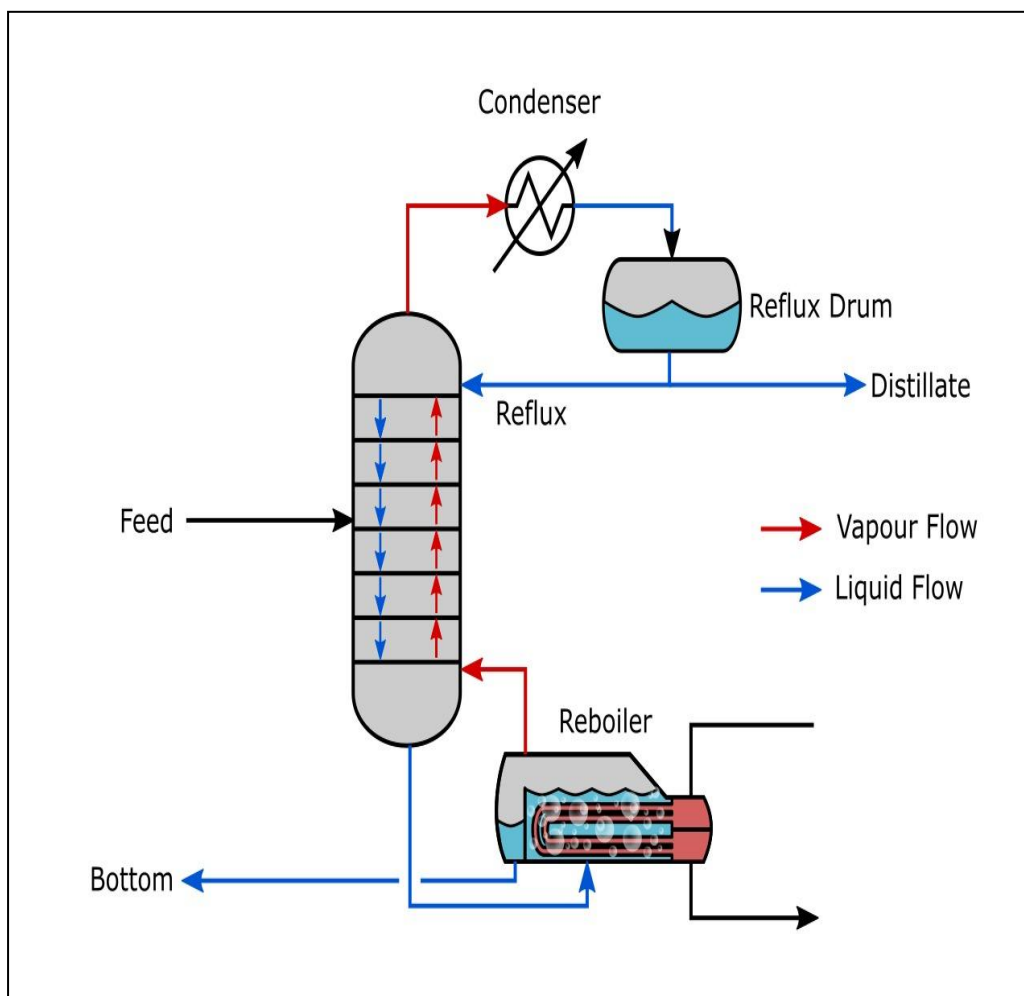 Condenser
Reflux Drum
Distillate
Reflux
Feed
Vapour Flow
Liquid Flow
Reboiler
Bottom